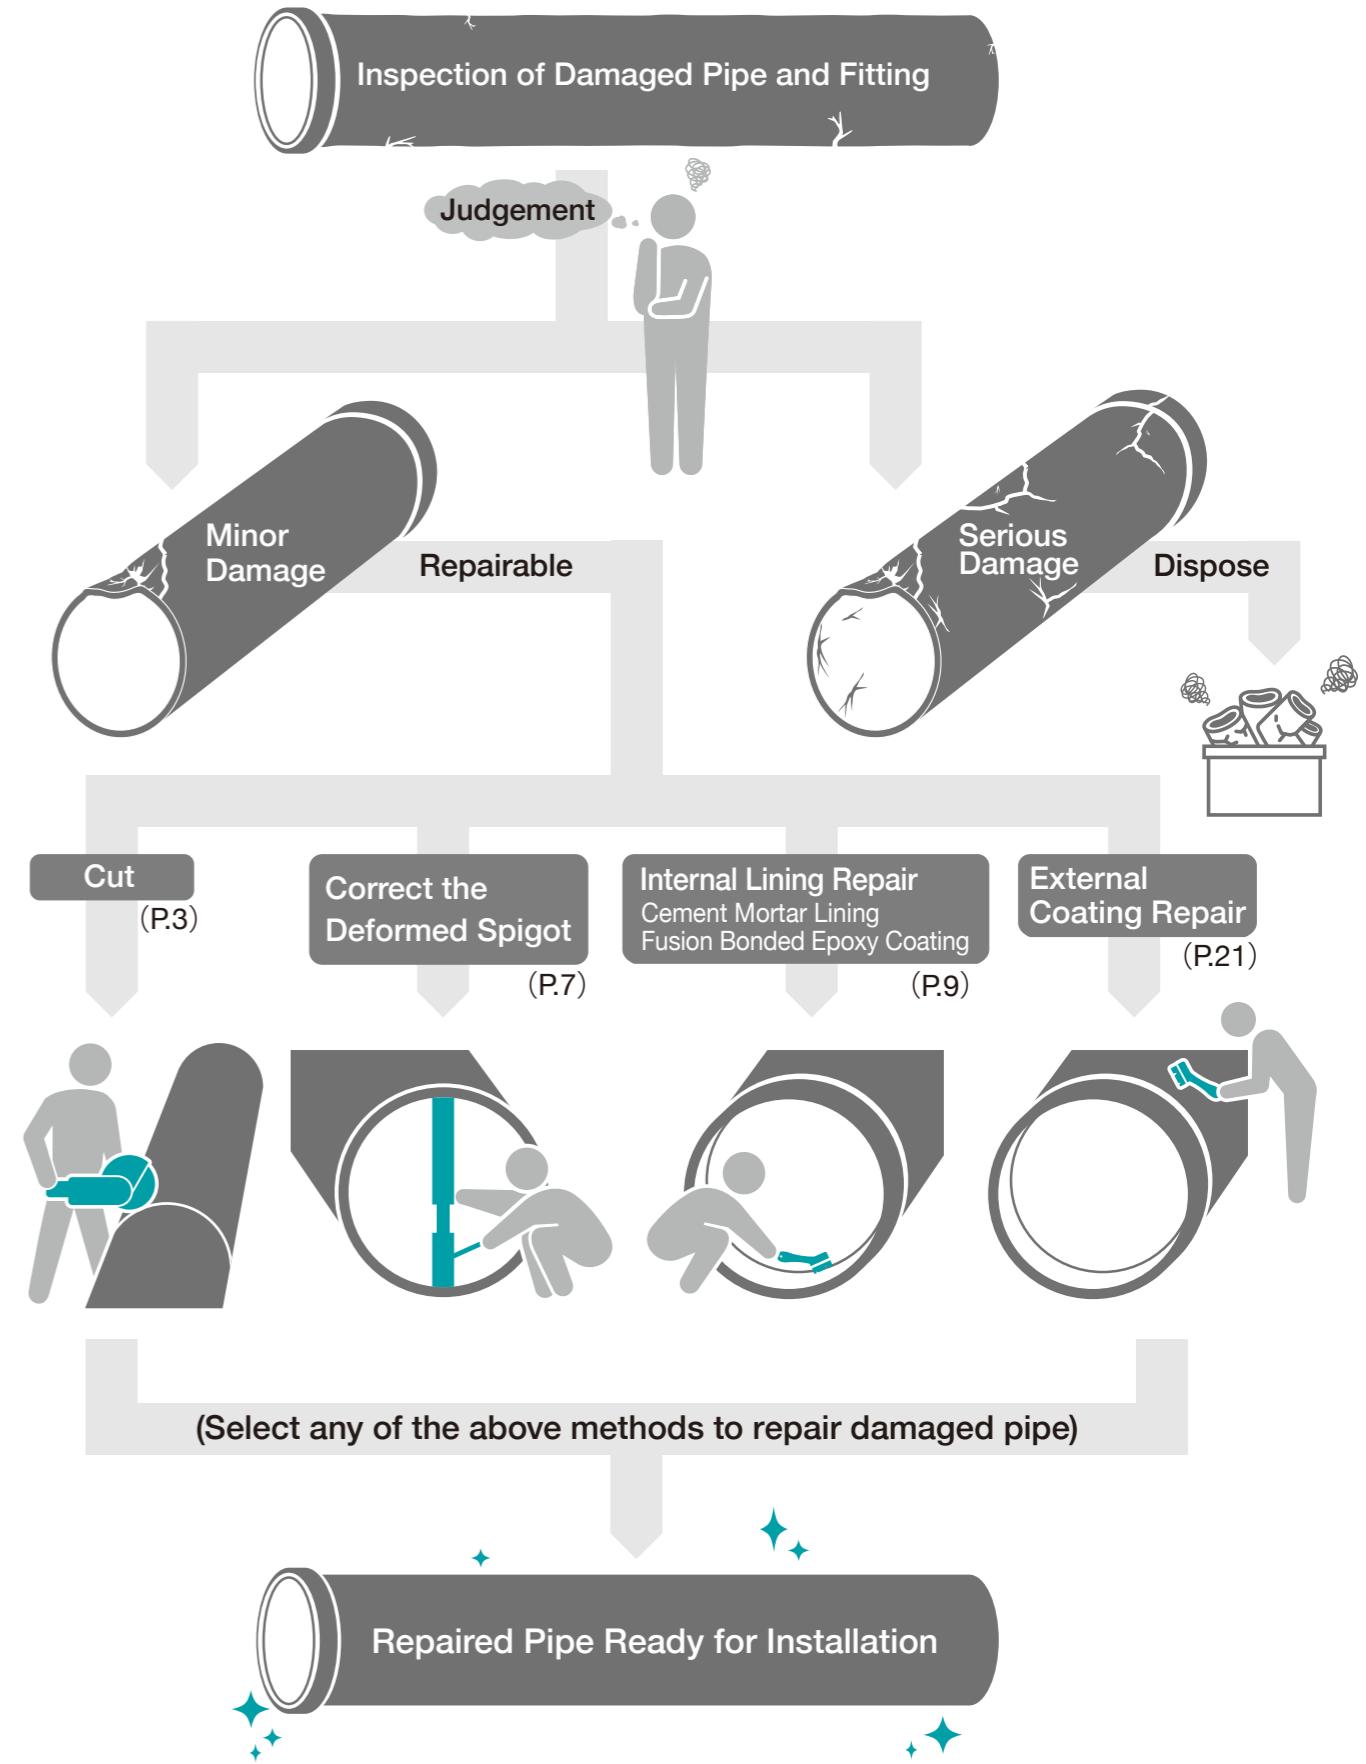 Inspection of Damaged Pipe and Fitting
Judgement
Minor
Damage
Repairable
Serious
Damage
Dispose
Cut
(P.3)
Correct the
Deformed Spigot
(P.7)
Internal Lining Repair
Cement Mortar Lining
Fusion Bonded Epoxy Coating
(P.9)
External
Coating Repair
(P.21)
(Select any of the above methods to repair damaged pipe)
Repaired Pipe Ready for Installation